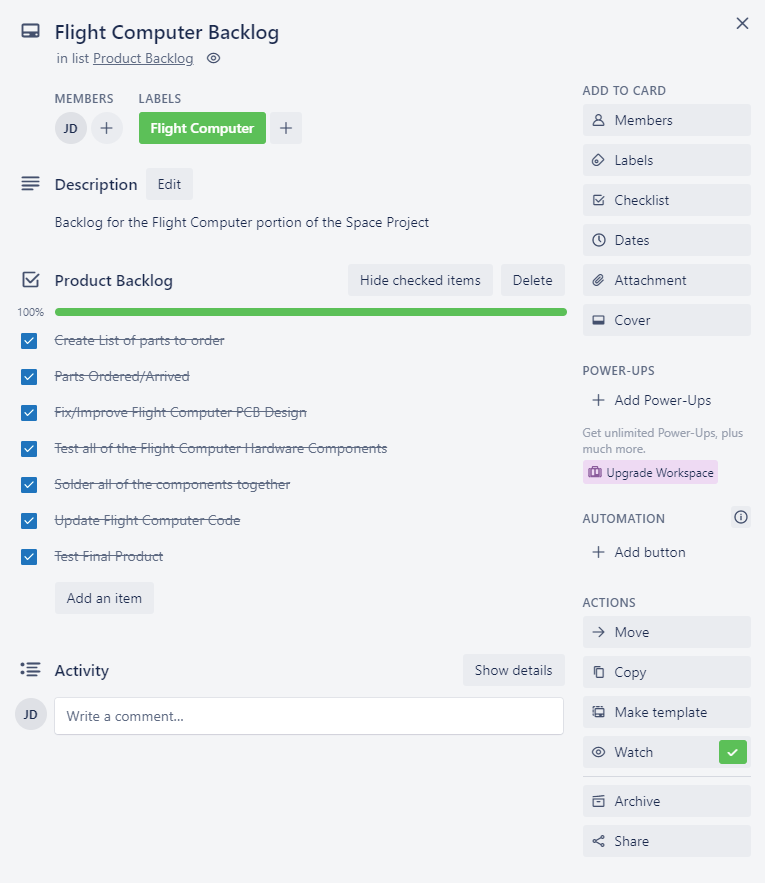 Flight Computer Backlog
in list Product Backlog
MEMBERS
LABELS
JD
Flight Computer
Description
Edit
Backlog for the Flight Computer portion of the Space Project
Product Backlog
Hide checked items
Delete
100%
Create List of parts to order
Parts Ordered/Arrived
Fix/Improve Flight Computer PCB Design
Test all of the Flight Computer Hardware Components
Solder all of the components together
Update Flight Computer Code
Test Final Product
Add an item
Activity
Show details
JD
Write a comment...
ADD TO CARD
Members
Labels
Checklist
Dates
Attachment
Cover
POWER-UPS
Add Power-Ups
Get unlimited Power-Ups, plus
much more.
Upgrade Workspace
AUTOMATION
Add button
ACTIONS
Move
Copy
Make template
Watch
Archive
Share